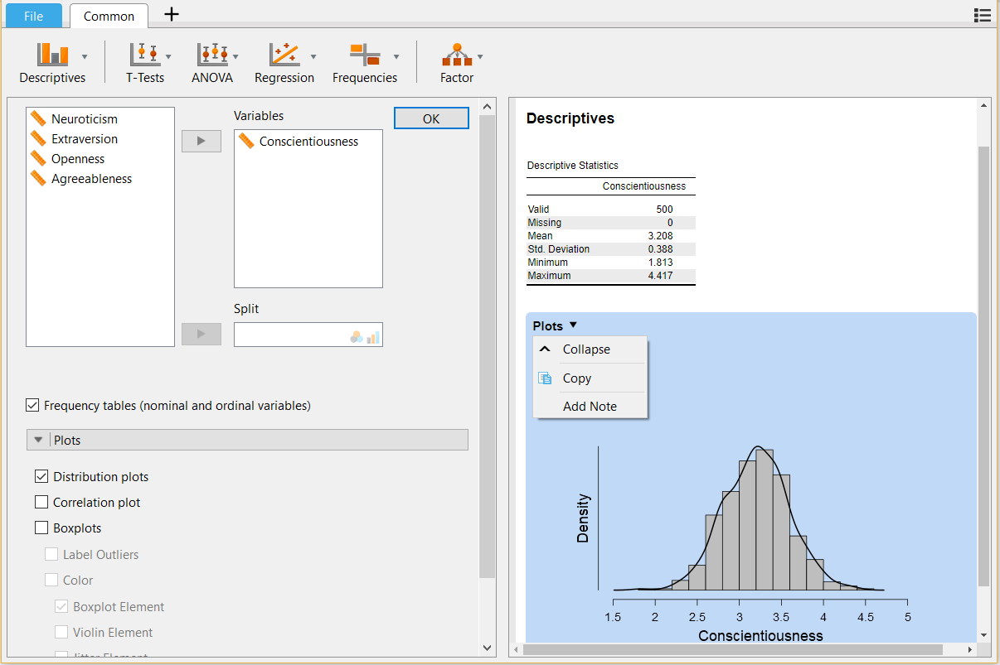 File
Common
Descriptives
T-Tests
ANOVA
Regression
Frequencies
Factor
Neuroticism
Extraversion
Openness
Agreeableness
Variables
Conscientiousness
OK
Split
Frequency tables (nominal and ordinal variables)
Plots
Distribution plots
Correlation plot
Boxplots
Label Outliers
Color
Boxplot Element
Violin Element
Jitter Element
Descriptives
Descriptive Statistics
Conscientiousness
Valid 500
Missing 0
Mean 3.208
Std. Deviation 0.388
Minimum 1.813
Maximum 4.417
Plots
Collapse
Copy
Add Note
Density
1.5 2 2.5 3 3.5 4 4.5 5
Conscientiousness